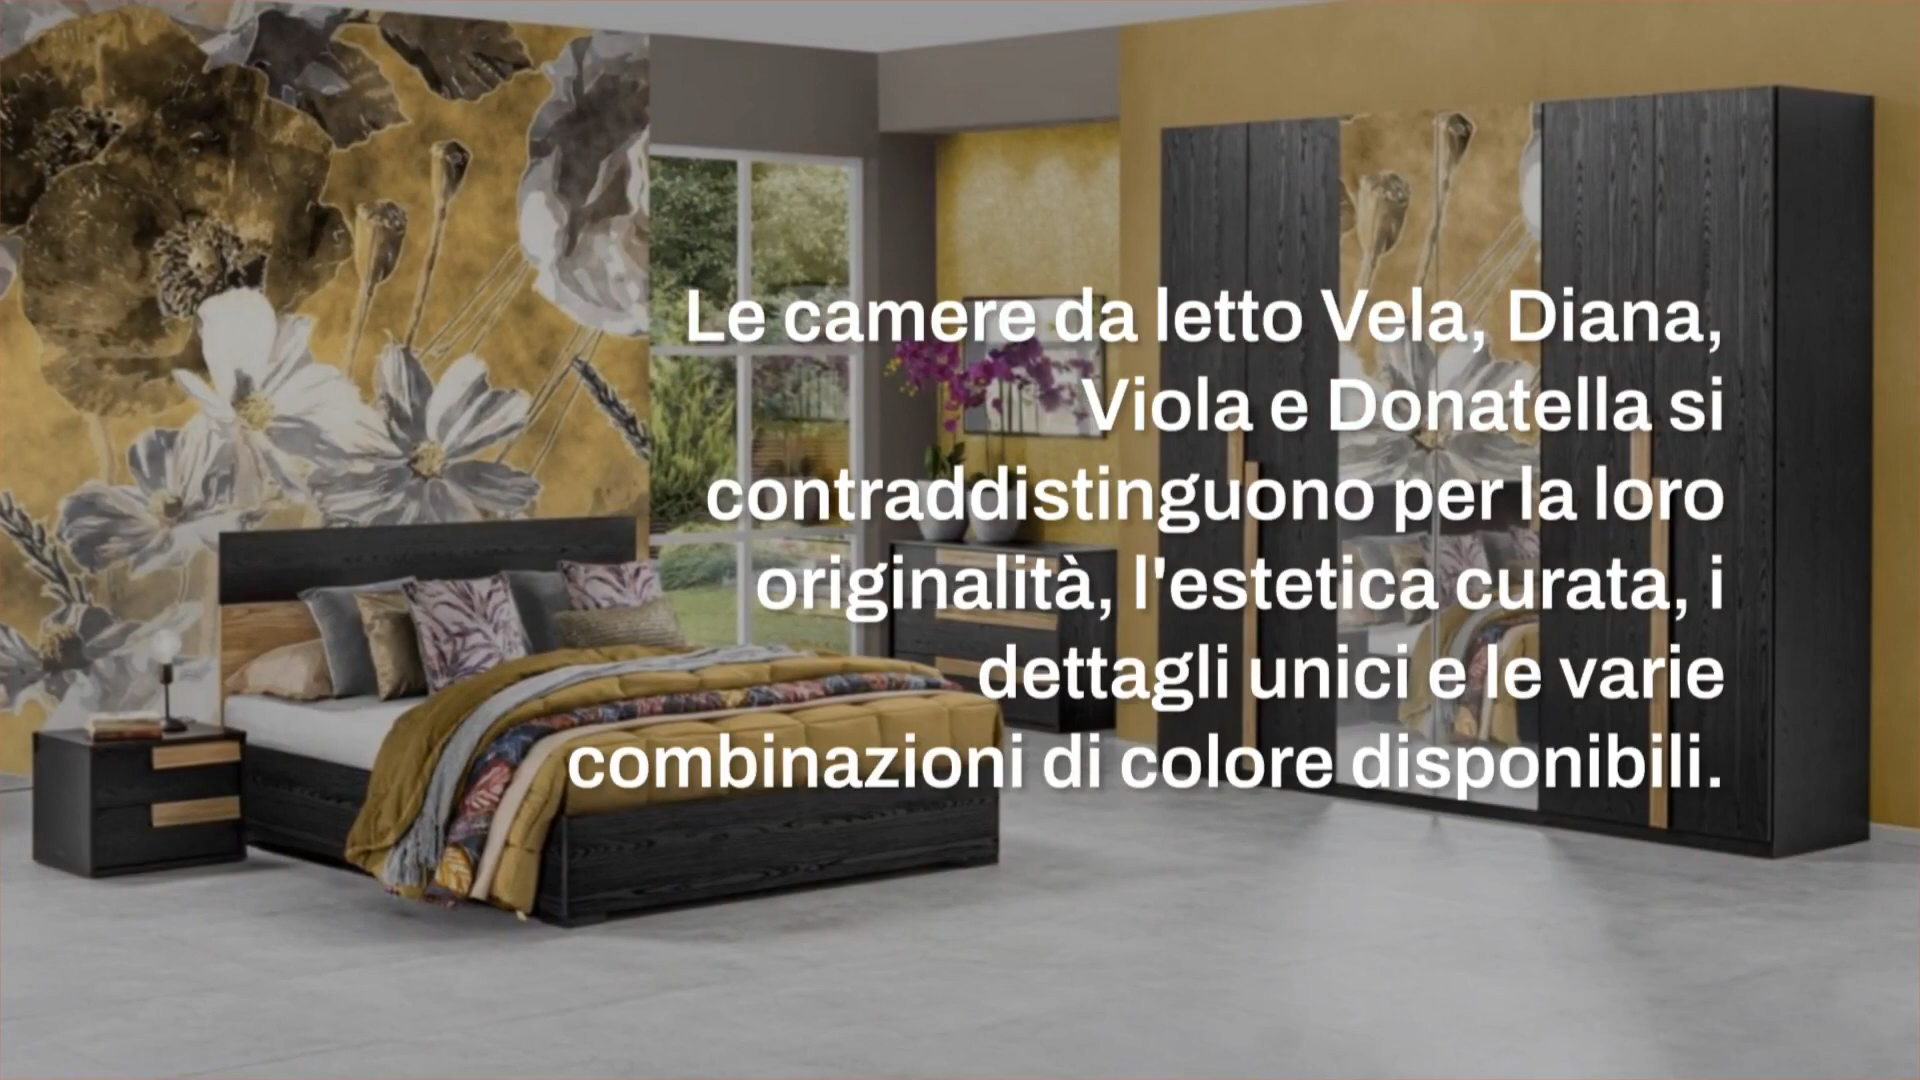 Le camere da letto Vela, Diana,
Viola e Donatella si
contraddistinguono per la loro
originalità, l'estetica curata, i
dettagli unici e le varie
combinazioni di colore disponibili.